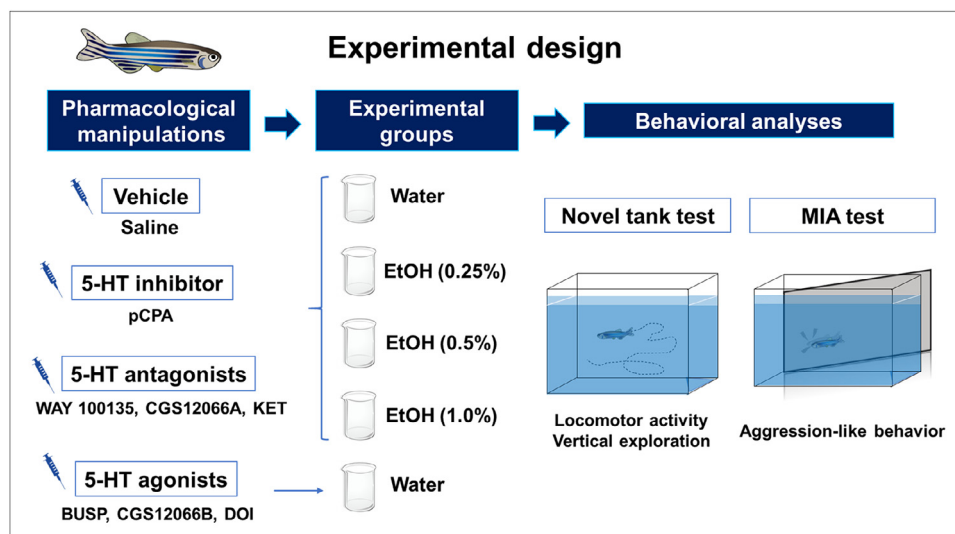 Experimental design
Pharmacological
manipulations
Experimental
groups
Behavioral analyses
Vehicle
Saline
5-HT inhibitor
pCPA
5-HT antagonists
WAY 100135, CGS12066A, KET
5-HT agonists
BUSP, CGS12066B, DOI
Water
EtOH (0.25%)
EtOH (0.5%)
EtOH (1.0%)
Water
Novel tank test
Locomotor activity
Vertical exploration
MIA test
Aggression-like behavior